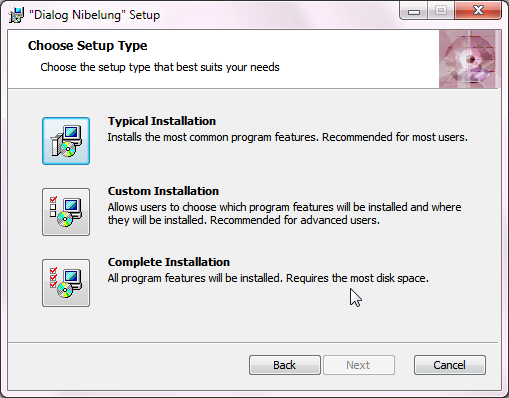 "Dialog Nibelung" Setup
Choose Setup Type
Choose the setup type that best suits your needs
Typical Installation
Installs the most common program features. Recommended for most users.
Custom Installation
Allows users to choose which program features will be installed and where
they will be installed. Recommended for advanced users.
Complete Installation
All program features will be installed. Requires the most disk space.
Back
Next
Cancel